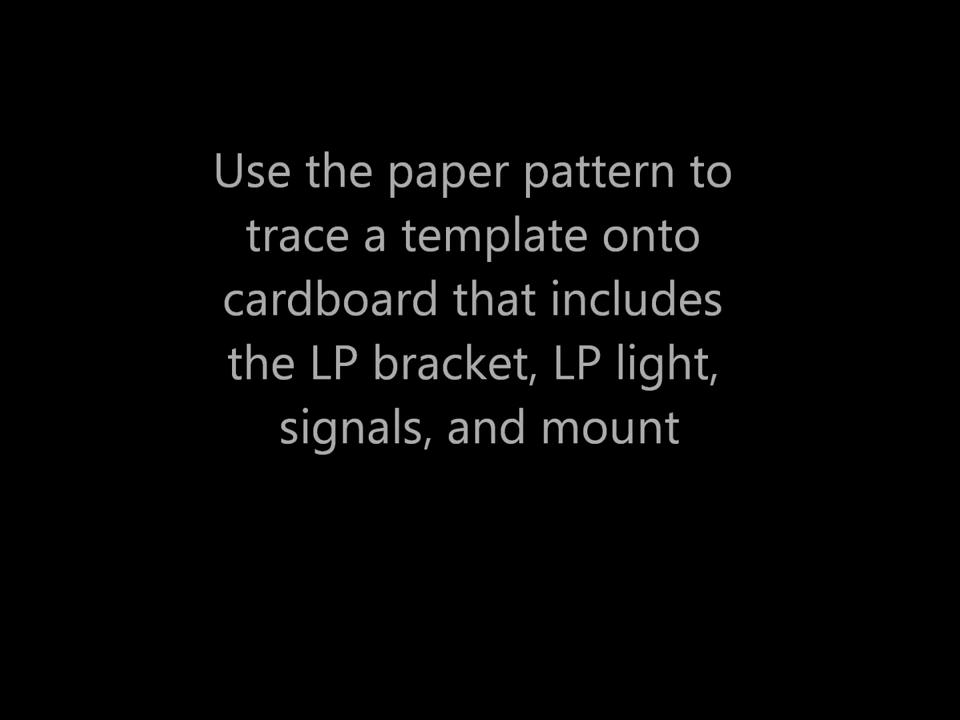 Use the paper pattern to
trace a template onto
cardboard that includes
the LP bracket, LP light,
signals, and mount